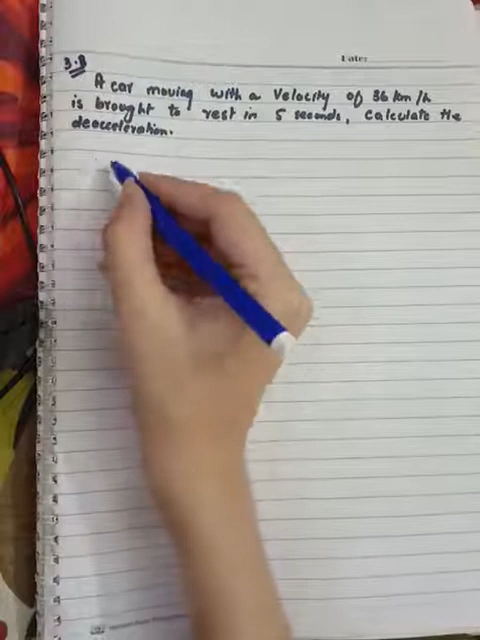 3.8
A car moving with a velocity of 36 km/h
is brought to rest in 5 seconds, calculate the
deacceleration.
Date: